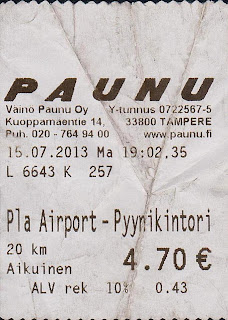 PAUNU
Väinö Paunu Oy Y-tunnus 0722567-5
Kuoppamäentie 14, 33800 TAMPERE
Puh. 020 - 764 94 00 www.paunu.fi
15.07.2013 Ma 19:02,35
L 6643 K 257
Pla Airport - Pyynikintori
20 km
Aikuinen 4.70 €
ALV rek 10% 0.43